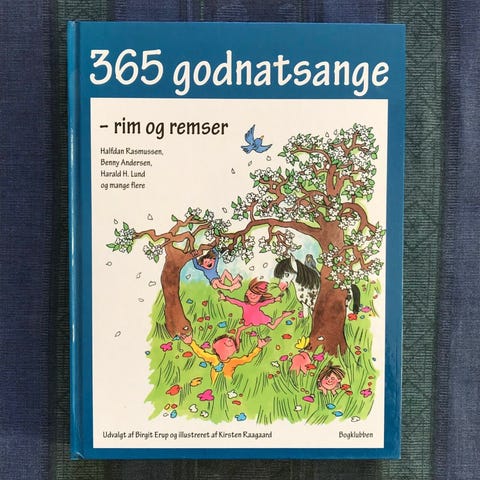 365 godnatsange
- rim og remser
Halfdan Rasmussen,
Benny Andersen,
Harald H. Lund
og mange flere
Udvalgt af Birgit Erup og illustreret af Kirsten Raagaard
Bogklubben